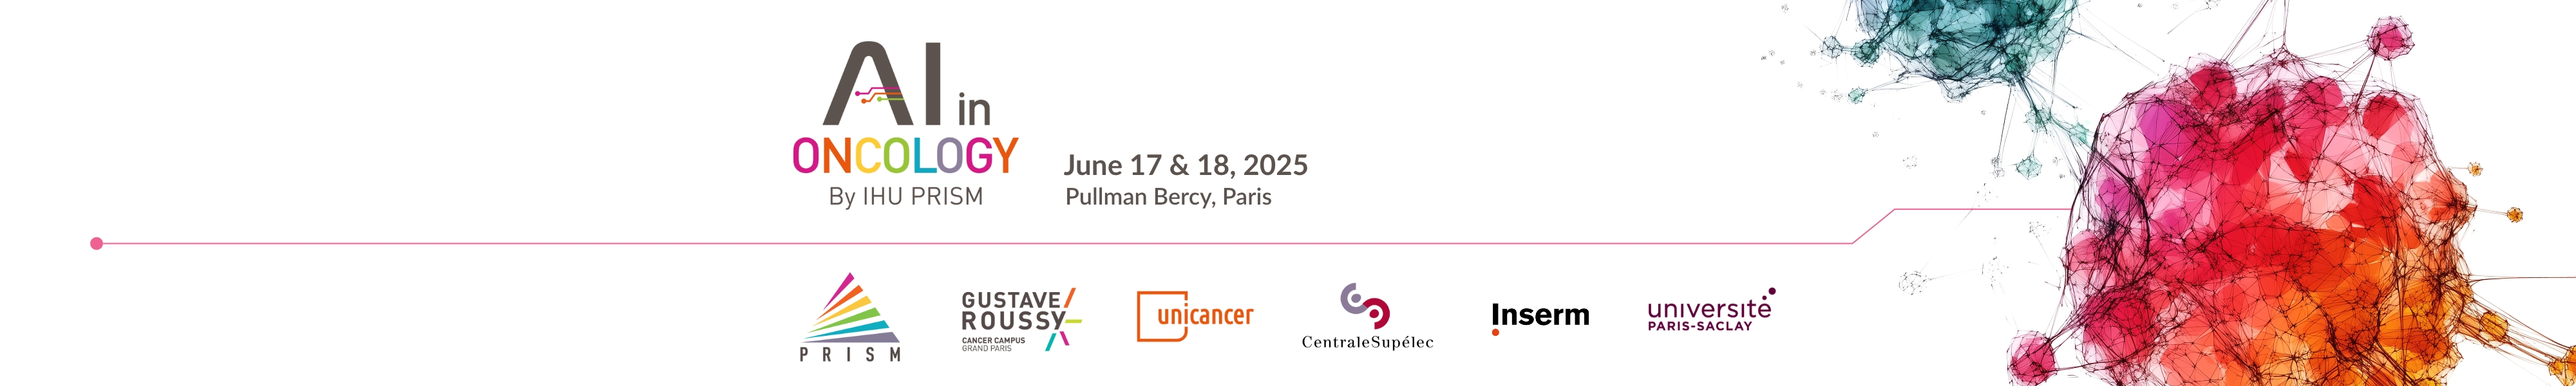 AI in
ONCOLOGY
By IHU PRISM
June 17 & 18, 2025
Pullman Bercy, Paris
PRISM
GUSTAVE
ROUSSY
CANCER CAMPUS
GRAND PARIS
unicancer
CentraleSupélec
Inserm
université
PARIS-SACLAY